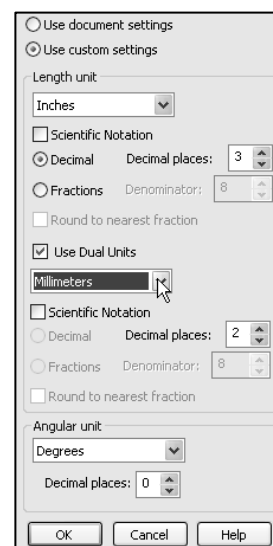 Use document settings
Use custom settings
Length unit
Inches
Scientific Notation
Decimal Decimal places: 3
Fractions Denominator: 8
Round to nearest fraction
Use Dual Units
Millimeters
Scientific Notation
Decimal Decimal places: 2
Fractions Denominator: 8
Round to nearest fraction
Angular unit
Degrees
Decimal places: 0
OK Cancel Help